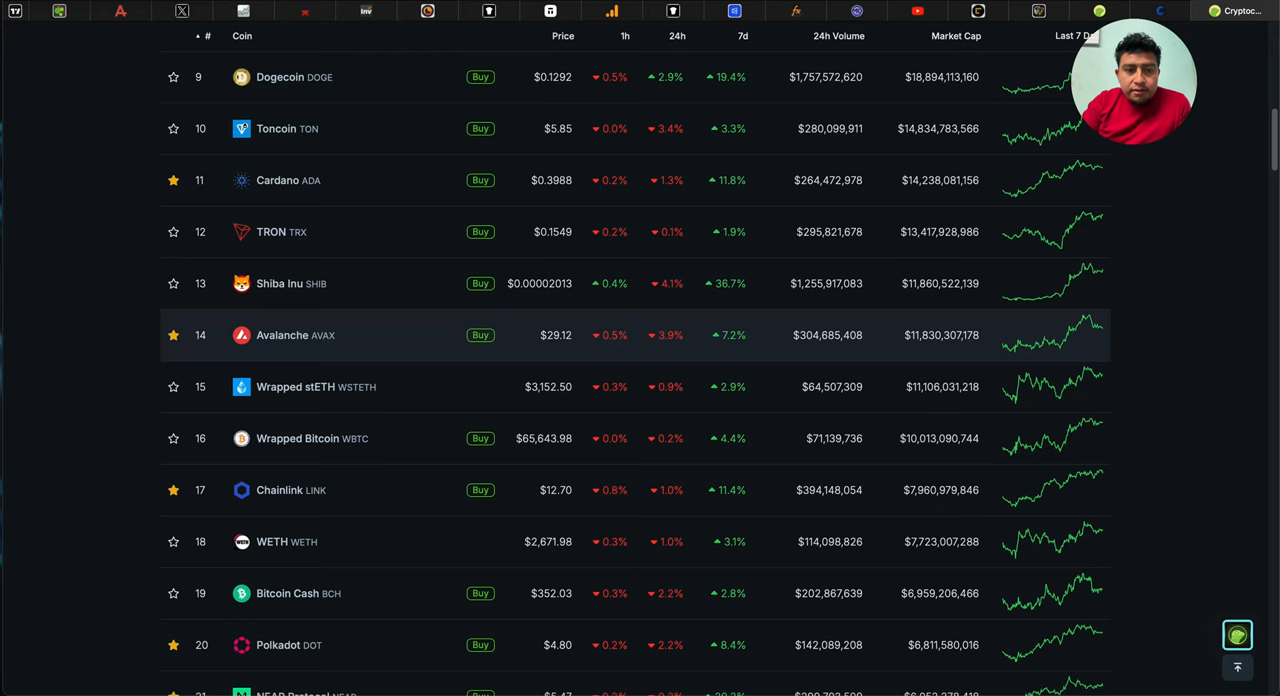 Inv
fx
Cryptoc...
# Coin Price 1h 24h 7d 24h Volume Market Cap Last 7 D
9 Dogecoin DOGE Buy $0.1292 0.5% 2.9% 19.4% $1,757,572,620 $18,894,113,160
10 Toncoin TON Buy $5.85 0.0% 3.4% 3.3% $280,099,911 $14,834,783,566
11 Cardano ADA Buy $0.3988 0.2% 1.3% 11.8% $264,472,978 $14,238,081,156
12 TRON TRX Buy $0.1549 0.2% 0.1% 1.9% $295,821,678 $13,417,928,986
13 Shiba Inu SHIB Buy $0.00002013 0.4% 4.1% 36.7% $1,255,917,083 $11,860,522,139
14 Avalanche AVAX Buy $29.12 0.5% 3.9% 7.2% $304,685,408 $11,830,307,178
15 Wrapped stETH WSTETH Buy $3,152.50 0.3% 0.9% 2.9% $64,507,309 $11,106,031,218
16 Wrapped Bitcoin WBTC Buy $65,643.98 0.0% 0.2% 4.4% $71,139,736 $10,013,090,744
17 Chainlink LINK Buy $12.70 0.8% 1.0% 11.4% $394,148,054 $7,960,979,846
18 WETH WETH Buy $2,671.98 0.3% 1.0% 3.1% $114,098,826 $7,723,007,288
19 Bitcoin Cash BCH Buy $352.03 0.3% 2.2% 2.8% $202,867,639 $6,959,206,466
20 Polkadot DOT Buy $4.80 0.2% 2.2% 8.4% $142,089,208 $6,811,580,016